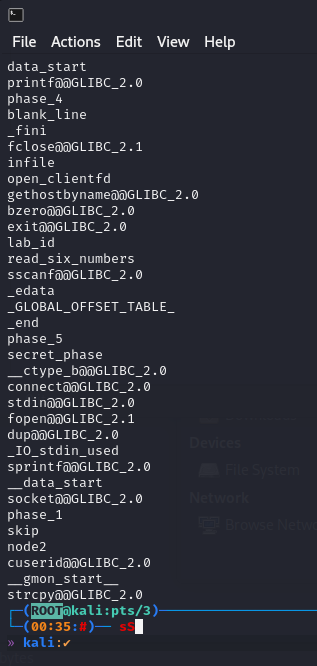 File Actions Edit View Help
data_start
printf@@GLIBC_2.0
phase_4
blank_line
_fini
fclose@@GLIBC_2.1
infile
open_clientfd
gethostbyname@@GLIBC_2.0
bzero@@GLIBC_2.0
exit@@GLIBC_2.0
lab_id
read_six_numbers
sscanf@@GLIBC_2.0
_edata
_GLOBAL_OFFSET_TABLE_
_end
phase_5
secret_phase
__ctype_b@@GLIBC_2.0
connect@@GLIBC_2.0
stdin@@GLIBC_2.0
fopen@@GLIBC_2.1
dup@@GLIBC_2.0
_IO_stdin_used
sprintf@@GLIBC_2.0
__data_start
socket@@GLIBC_2.0
phase_1
skip
node2
cuserid@@GLIBC_2.0
__gmon_start__
strcpy@@GLIBC_2.0
┌─(ROOT@kali:pts/3)─────
└─(00:35:#)── sS
» kali:✔
Devices
File System
Network
Browse Netw